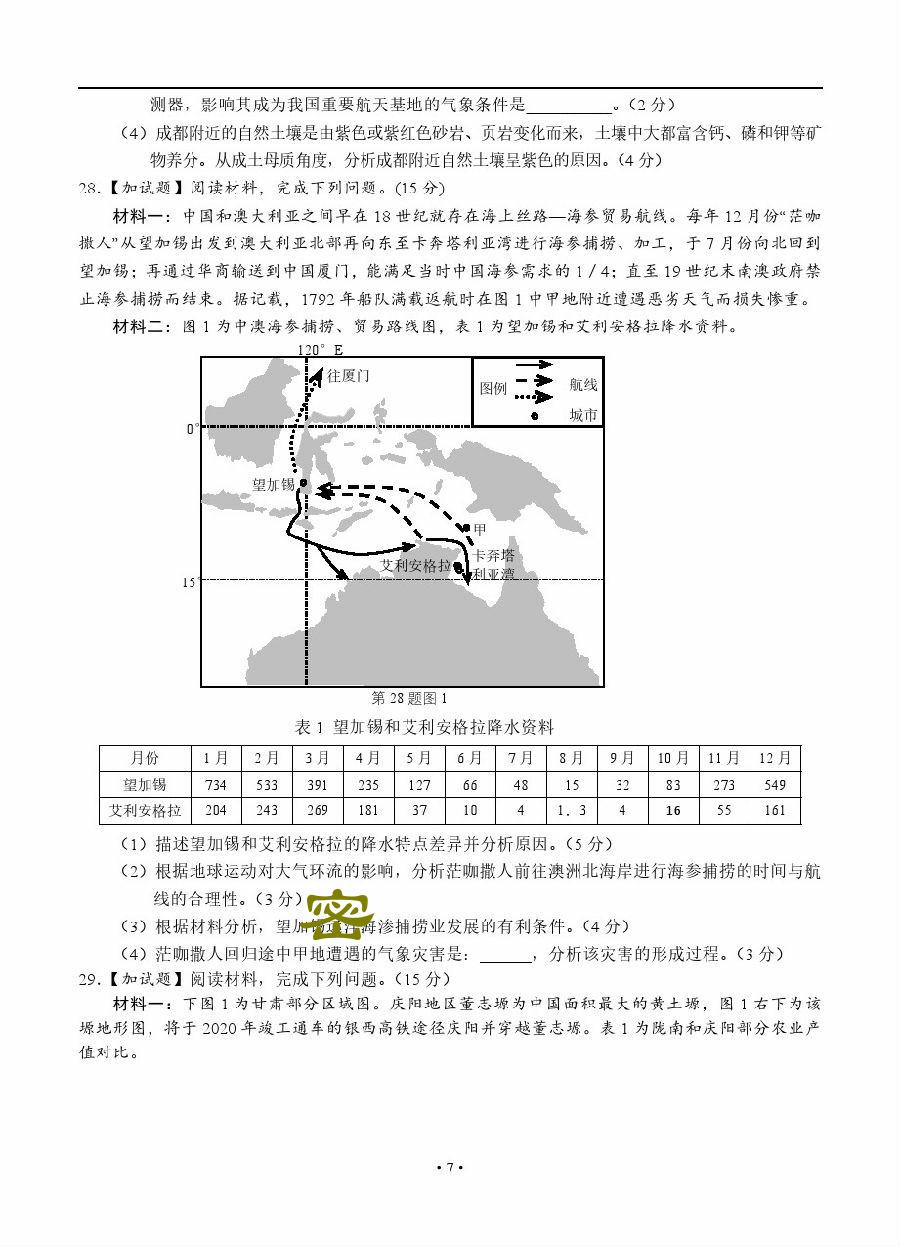 测器，影响其成为我国重要航天基地的气象条件是__________。（2 分）
（4）成都附近的自然土壤是由紫色或紫红色砂岩、页岩变化而来，土壤中大都富含钙、磷和钾等矿
物养分。从成土母质角度，分析成都附近自然土壤呈紫色的原因。（4 分）
28.【加试题】阅读材料，完成下列问题。(15 分)
材料一：中国和澳大利亚之间早在 18 世纪就存在海上丝路—海参贸易航线。每年 12 月份“茫咖
撒人”从望加锡出发到澳大利亚北部再向东至卡奔塔利亚湾进行海参捕捞、加工，于 7 月份向北回到
望加锡；再通过华商输送到中国厦门，能满足当时中国海参需求的 1／4；直至 19 世纪末南澳政府禁
止海参捕捞而结束。据记载，1792 年船队满载返航时在图 1 中甲地附近遭遇恶劣天气而损失惨重。
材料二：图 1 为中澳海参捕捞、贸易路线图，表 1 为望加锡和艾利安格拉降水资料。
120° E
往厦门
图例
航线
城市
0°
望加锡
甲
卡奔塔
利亚湾
艾利安格拉
15°
第 28 题图 1
表 1 望加锡和艾利安格拉降水资料
月份 1 月 2 月 3 月 4 月 5 月 6 月 7 月 8 月 9 月 10 月 11 月 12 月
望加锡 734 533 391 235 127 66 48 15 32 83 273 549
艾利安格拉 204 243 269 181 37 10 4 1．3 4 16 55 161
（1）描述望加锡和艾利安格拉的降水特点差异并分析原因。（5 分）
（2）根据地球运动对大气环流的影响，分析茫咖撒人前往澳洲北海岸进行海参捕捞的时间与航
线的合理性。（3 分）
密
（3）根据材料分析，望加锡远洋海参捕捞业发展的有利条件。（4 分）
（4）茫咖撒人回归途中甲地遭遇的气象灾害是：______，分析该灾害的形成过程。（3 分）
29.【加试题】阅读材料，完成下列问题。（15 分）
材料一：下图 1 为甘肃部分区域图。庆阳地区董志塬为中国面积最大的黄土塬，图 1 右下为该
塬地形图，将于 2020 年竣工通车的银西高铁途径庆阳并穿越董志塬。表 1 为陇南和庆阳部分农业产
值对比。
• 7 •